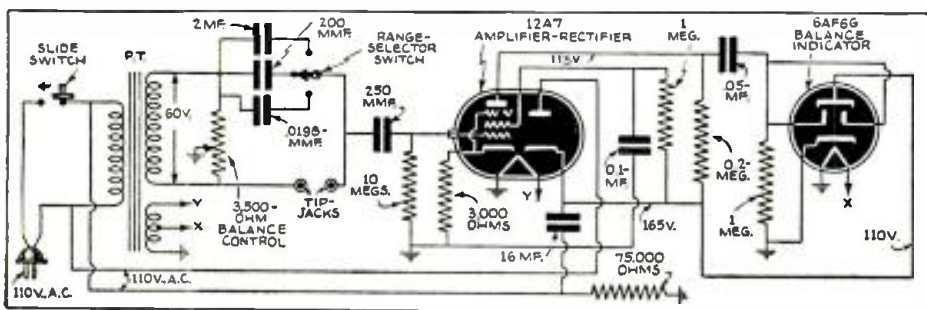 2 MF.
200
MMF.
12A7
AMPLIFIER-RECTIFIER
1
MEG.
6AF6G
BALANCE
INDICATOR
SLIDE
SWITCH
P.T.
RANGE-
SELECTOR
SWITCH
115V.
.05-
MF.
250
MMF.
60V.
.0198-
MMF.
10
MEGS.
0.1-
MF.
0.2-
MEG.
Y
X
3,500-
OHM
BALANCE
CONTROL
TIP-
JACKS
3,000
OHMS
Y
165V.
1
MEG.
X
110V.
16 MF.
75,000
OHMS
110V. A.C.
110V. A.C.